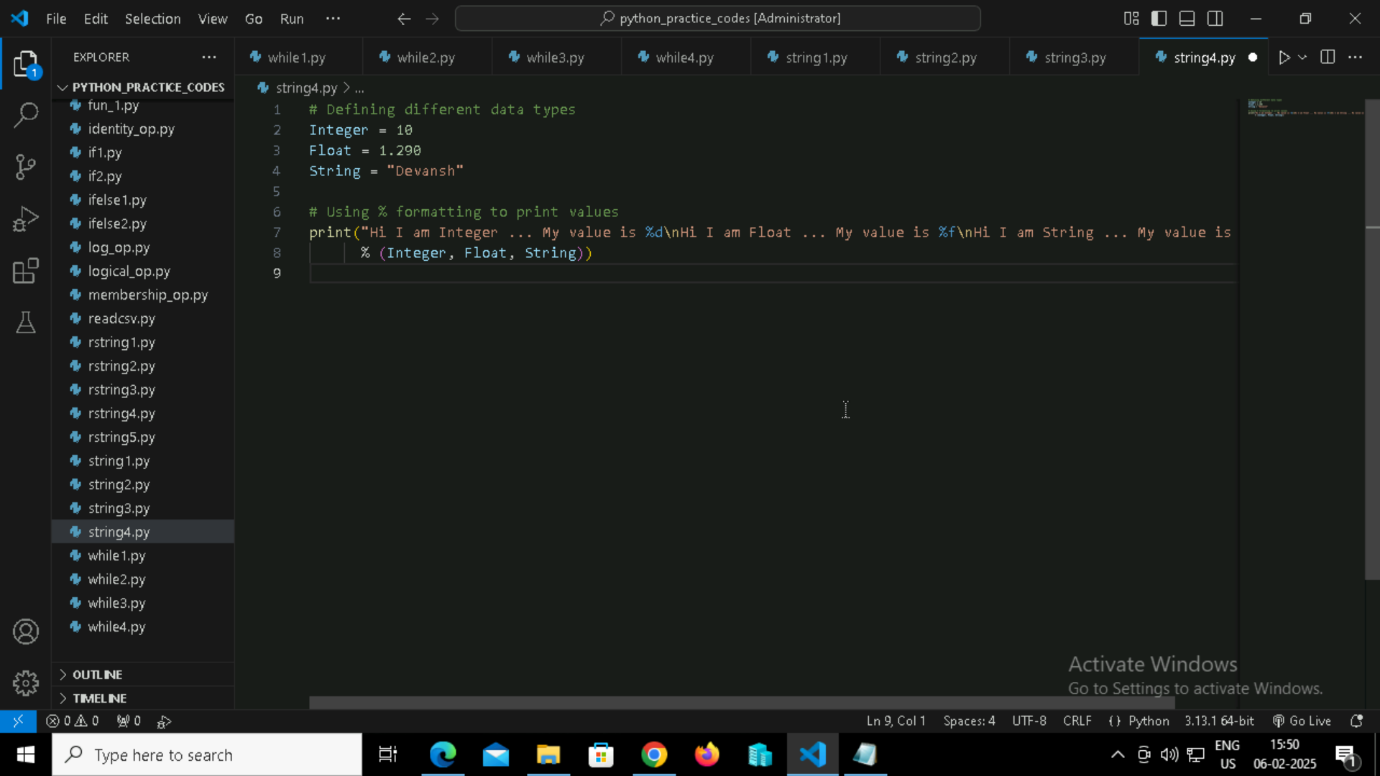 File Edit Selection View Go Run ...
python_practice_codes [Administrator]
EXPLORER ...
while1.py while2.py while3.py while4.py string1.py string2.py string3.py string4.py
1
PYTHON_PRACTICE_CODES
string4.py > ...
fun_1.py
identity_op.py
if1.py
if2.py
ifelse1.py
ifelse2.py
log_op.py
logical_op.py
membership_op.py
readcsv.py
rstring1.py
rstring2.py
rstring3.py
rstring4.py
rstring5.py
string1.py
string2.py
string3.py
string4.py
while1.py
while2.py
while3.py
while4.py
OUTLINE
TIMELINE
1 # Defining different data types
2 Integer = 10
3 Float = 1.290
4 String = "Devansh"
5
6 # Using % formatting to print values
7 print("Hi I am Integer ... My value is %d\nHi I am Float ... My value is %f\nHi I am String ... My value is
8 % (Integer, Float, String))
9
Activate Windows
Go to Settings to activate Windows.
0 0 0 Ln 9, Col 1 Spaces: 4 UTF-8 CRLF {} Python 3.13.1 64-bit Go Live
Type here to search
ENG
US
15:50
06-02-2025
1